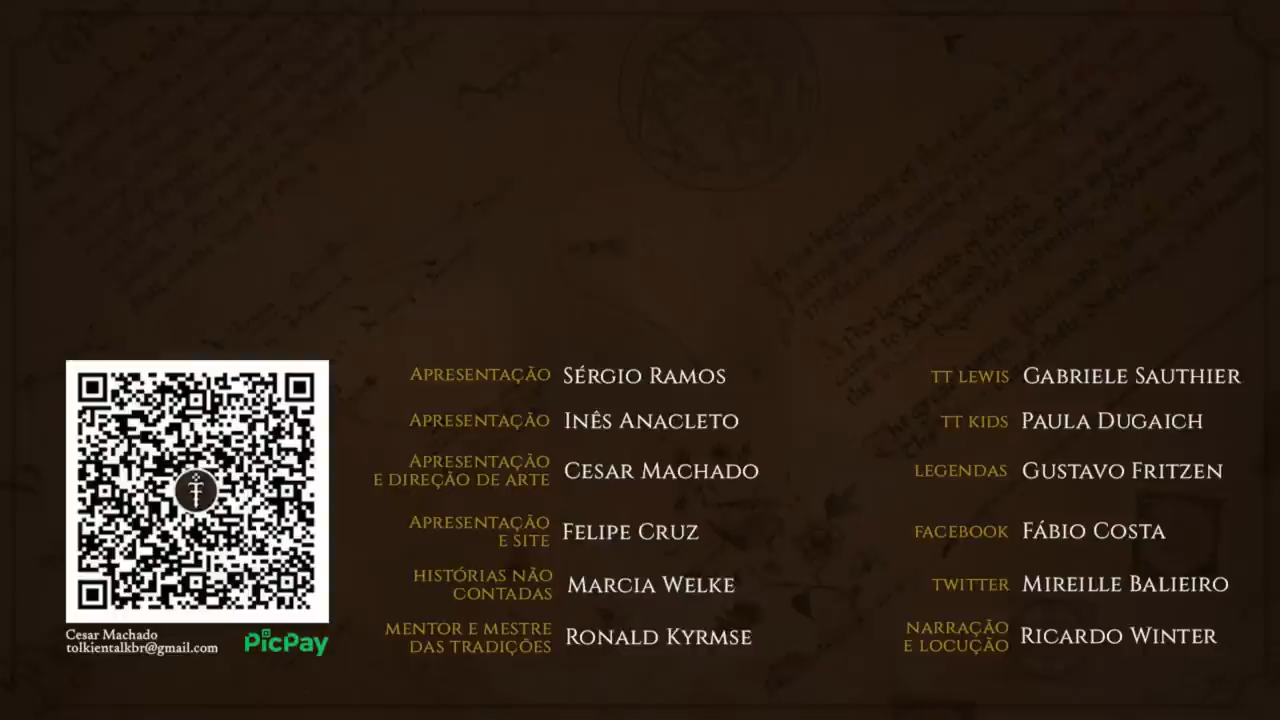 APRESENTAÇÃO SÉRGIO RAMOS
APRESENTAÇÃO INÊS ANACLETO
APRESENTAÇÃO
E DIREÇÃO DE ARTE CESAR MACHADO
APRESENTAÇÃO
E SITE FELIPE CRUZ
HISTÓRIAS NÃO
CONTADAS MARCIA WELKE
MENTOR E MESTRE
DAS TRADIÇÕES RONALD KYRMSE
TT LEWIS GABRIELE SAUTHIER
TT KIDS PAULA DUGAICH
LEGENDAS GUSTAVO FRITZEN
FACEBOOK FÁBIO COSTA
TWITTER MIREILLE BALIEIRO
NARRAÇÃO
E LOCUÇÃO RICARDO WINTER
Cesar Machado
tolkientalkbr@gmail.com
PicPay